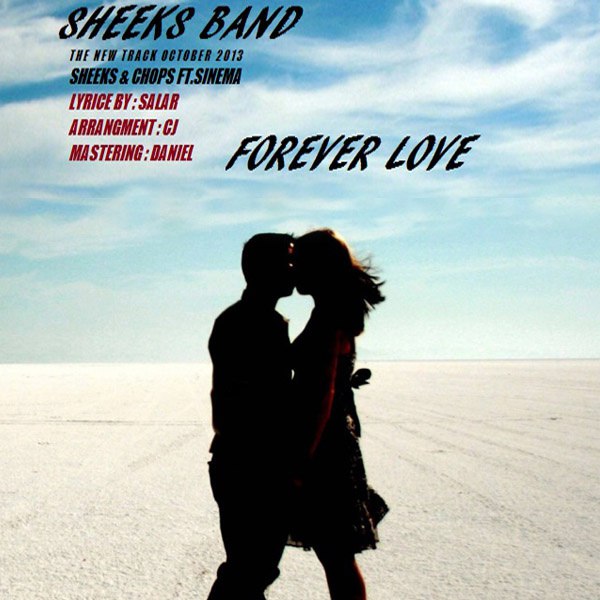 SHEEKS BAND
THE NEW TRACK OCTOBER 2013
SHEEKS & CHOPS FT.SINEMA
LYRICE BY : SALAR
ARRANGMENT : CJ
MASTERING : DANIEL
FOREVER LOVE